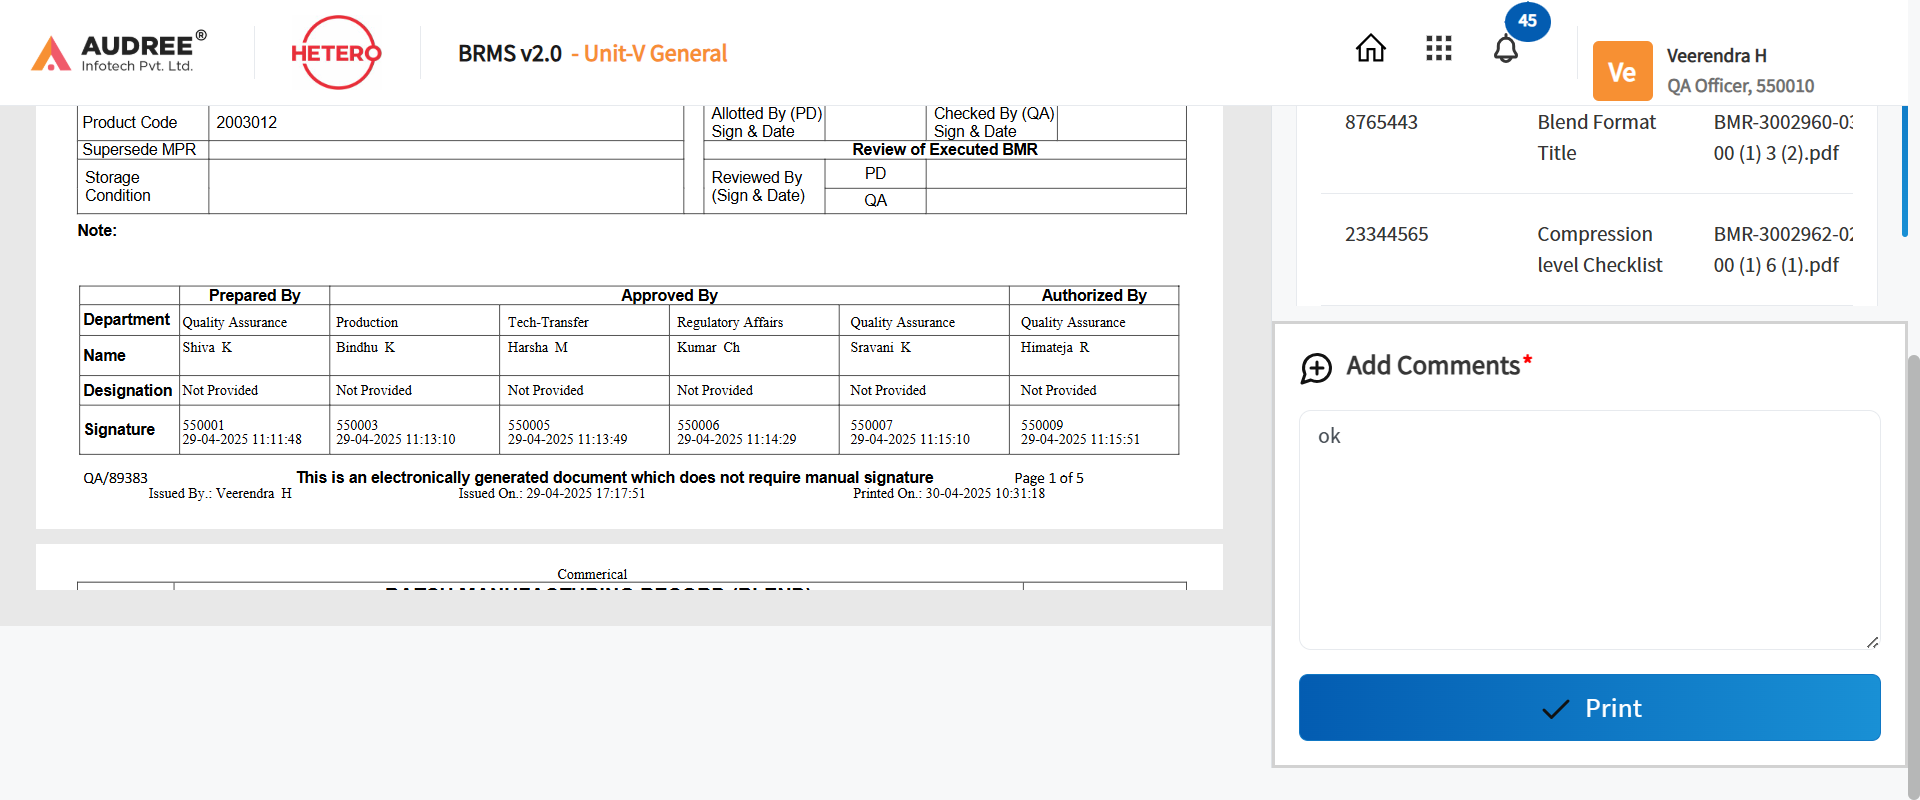 AUDREE®
Infotech Pvt. Ltd.
HETERO
BRMS v2.0 - Unit-V General
45
Ve
Veerendra H
QA Officer, 550010
Product Code 2003012
Supersede MPR
Storage
Condition
Allotted By (PD)
Sign & Date
Checked By (QA)
Sign & Date
Review of Executed BMR
Reviewed By
(Sign & Date)
PD
QA
Note:
Prepared By Approved By Authorized By
Department Quality Assurance Production Tech-Transfer Regulatory Affairs Quality Assurance Quality Assurance
Name Shiva K Bindhu K Harsha M Kumar Ch Sravani K Himateja R
Designation Not Provided Not Provided Not Provided Not Provided Not Provided Not Provided
Signature 550001 550003 550005 550006 550007 550009
29-04-2025 11:11:48 29-04-2025 11:13:10 29-04-2025 11:13:49 29-04-2025 11:14:29 29-04-2025 11:15:10 29-04-2025 11:15:51
QA/89383 This is an electronically generated document which does not require manual signature Page 1 of 5
Issued By.: Veerendra H Issued On.: 29-04-2025 17:17:51 Printed On.: 30-04-2025 10:31:18
Commerical
BATCH MANUFACTURING RECORD (BLEND)
8765443 Blend Format BMR-3002960-03
Title 00 (1) 3 (2).pdf
23344565 Compression BMR-3002962-02
level Checklist 00 (1) 6 (1).pdf
Add Comments*
ok
Print